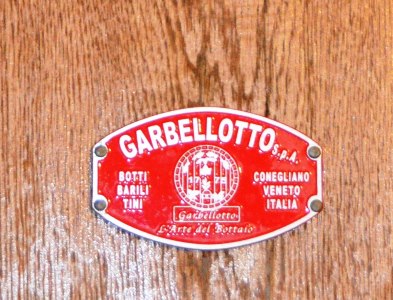 GARBELLOTTO S.p.A.
BOTTI
BARILI
TINI
CONEGLIANO
VENETO
ITALIA
Garbellotto
L'Arte del Bottaio